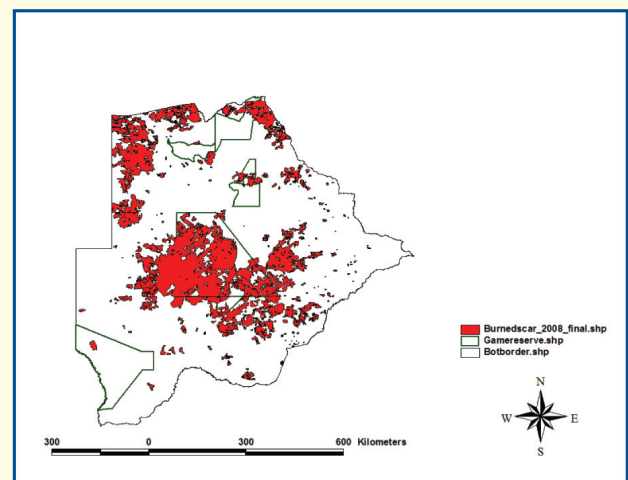 Burnedscar_2008_final.shp
Gamereserve.shp
Botborder.shp
N
W E
S
300 0 300 600 Kilometers